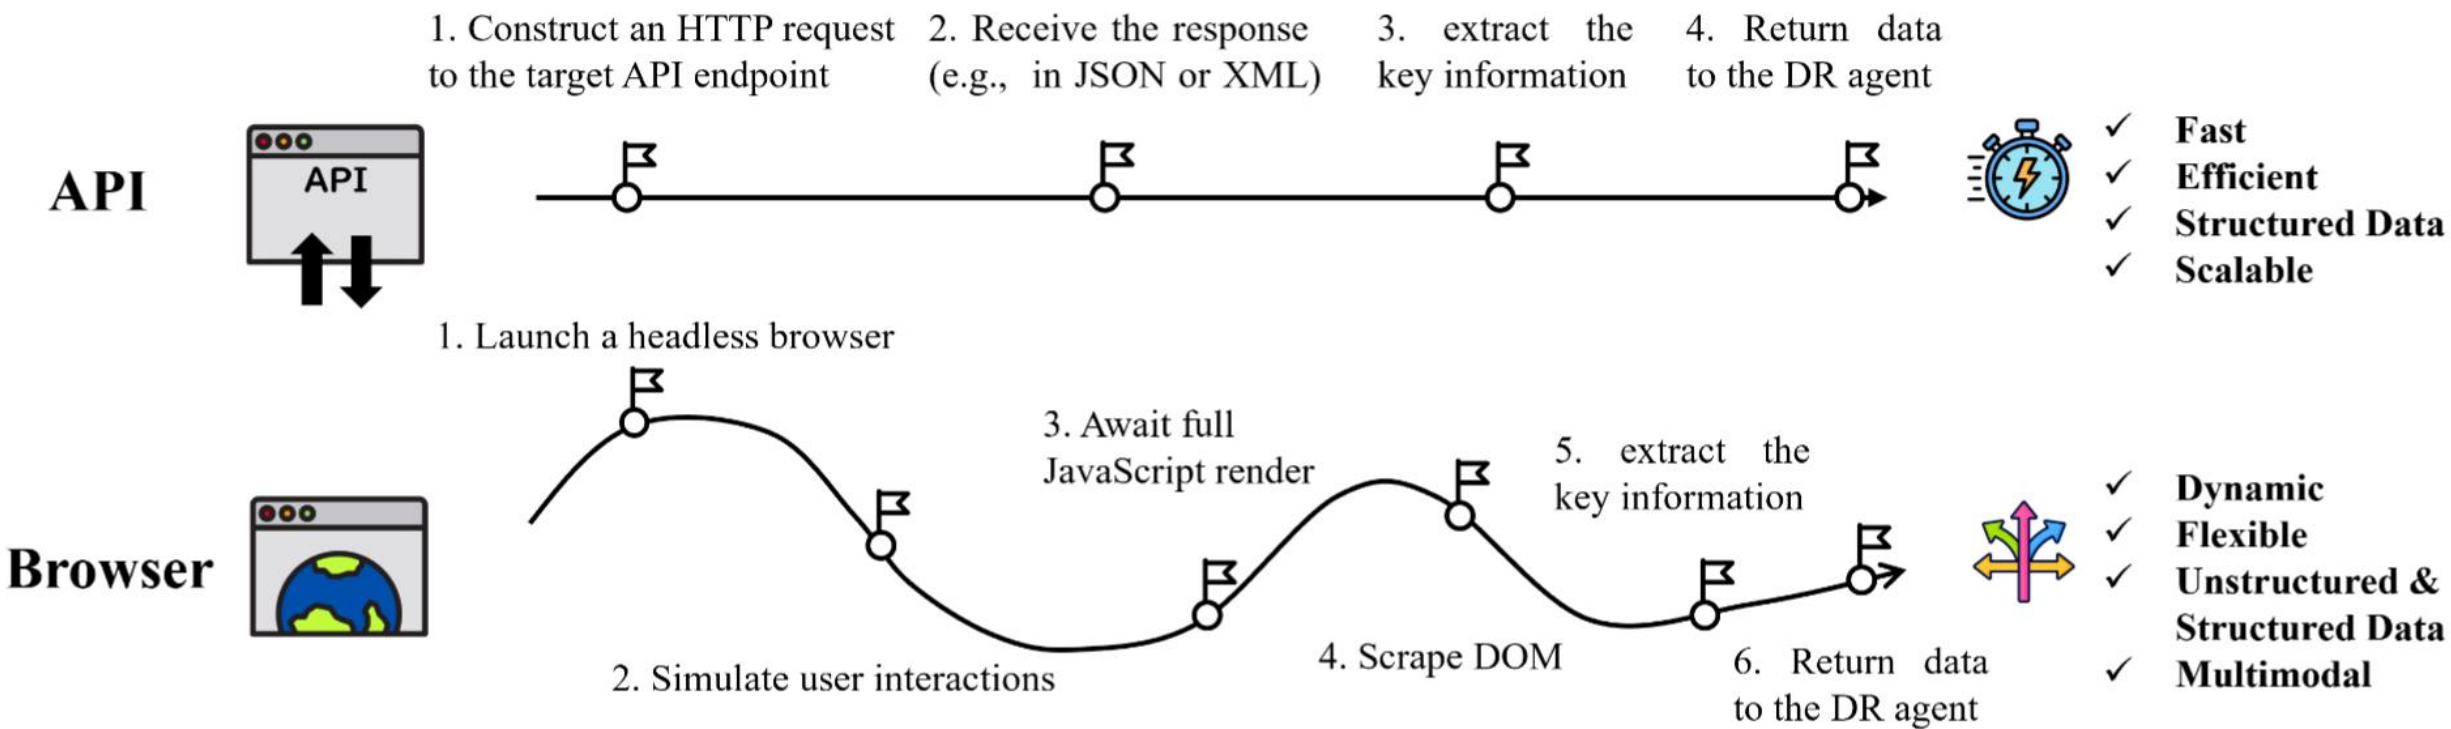 1. Construct an HTTP request
to the target API endpoint
2. Receive the response
(e.g., in JSON or XML)
3. extract the
key information
4. Return data
to the DR agent
API
API
✓ Fast
✓ Efficient
✓ Structured Data
✓ Scalable
1. Launch a headless browser
3. Await full
JavaScript render
5. extract the
key information
Browser
2. Simulate user interactions
4. Scrape DOM
6. Return data
to the DR agent
✓ Dynamic
✓ Flexible
✓ Unstructured &
Structured Data
✓ Multimodal